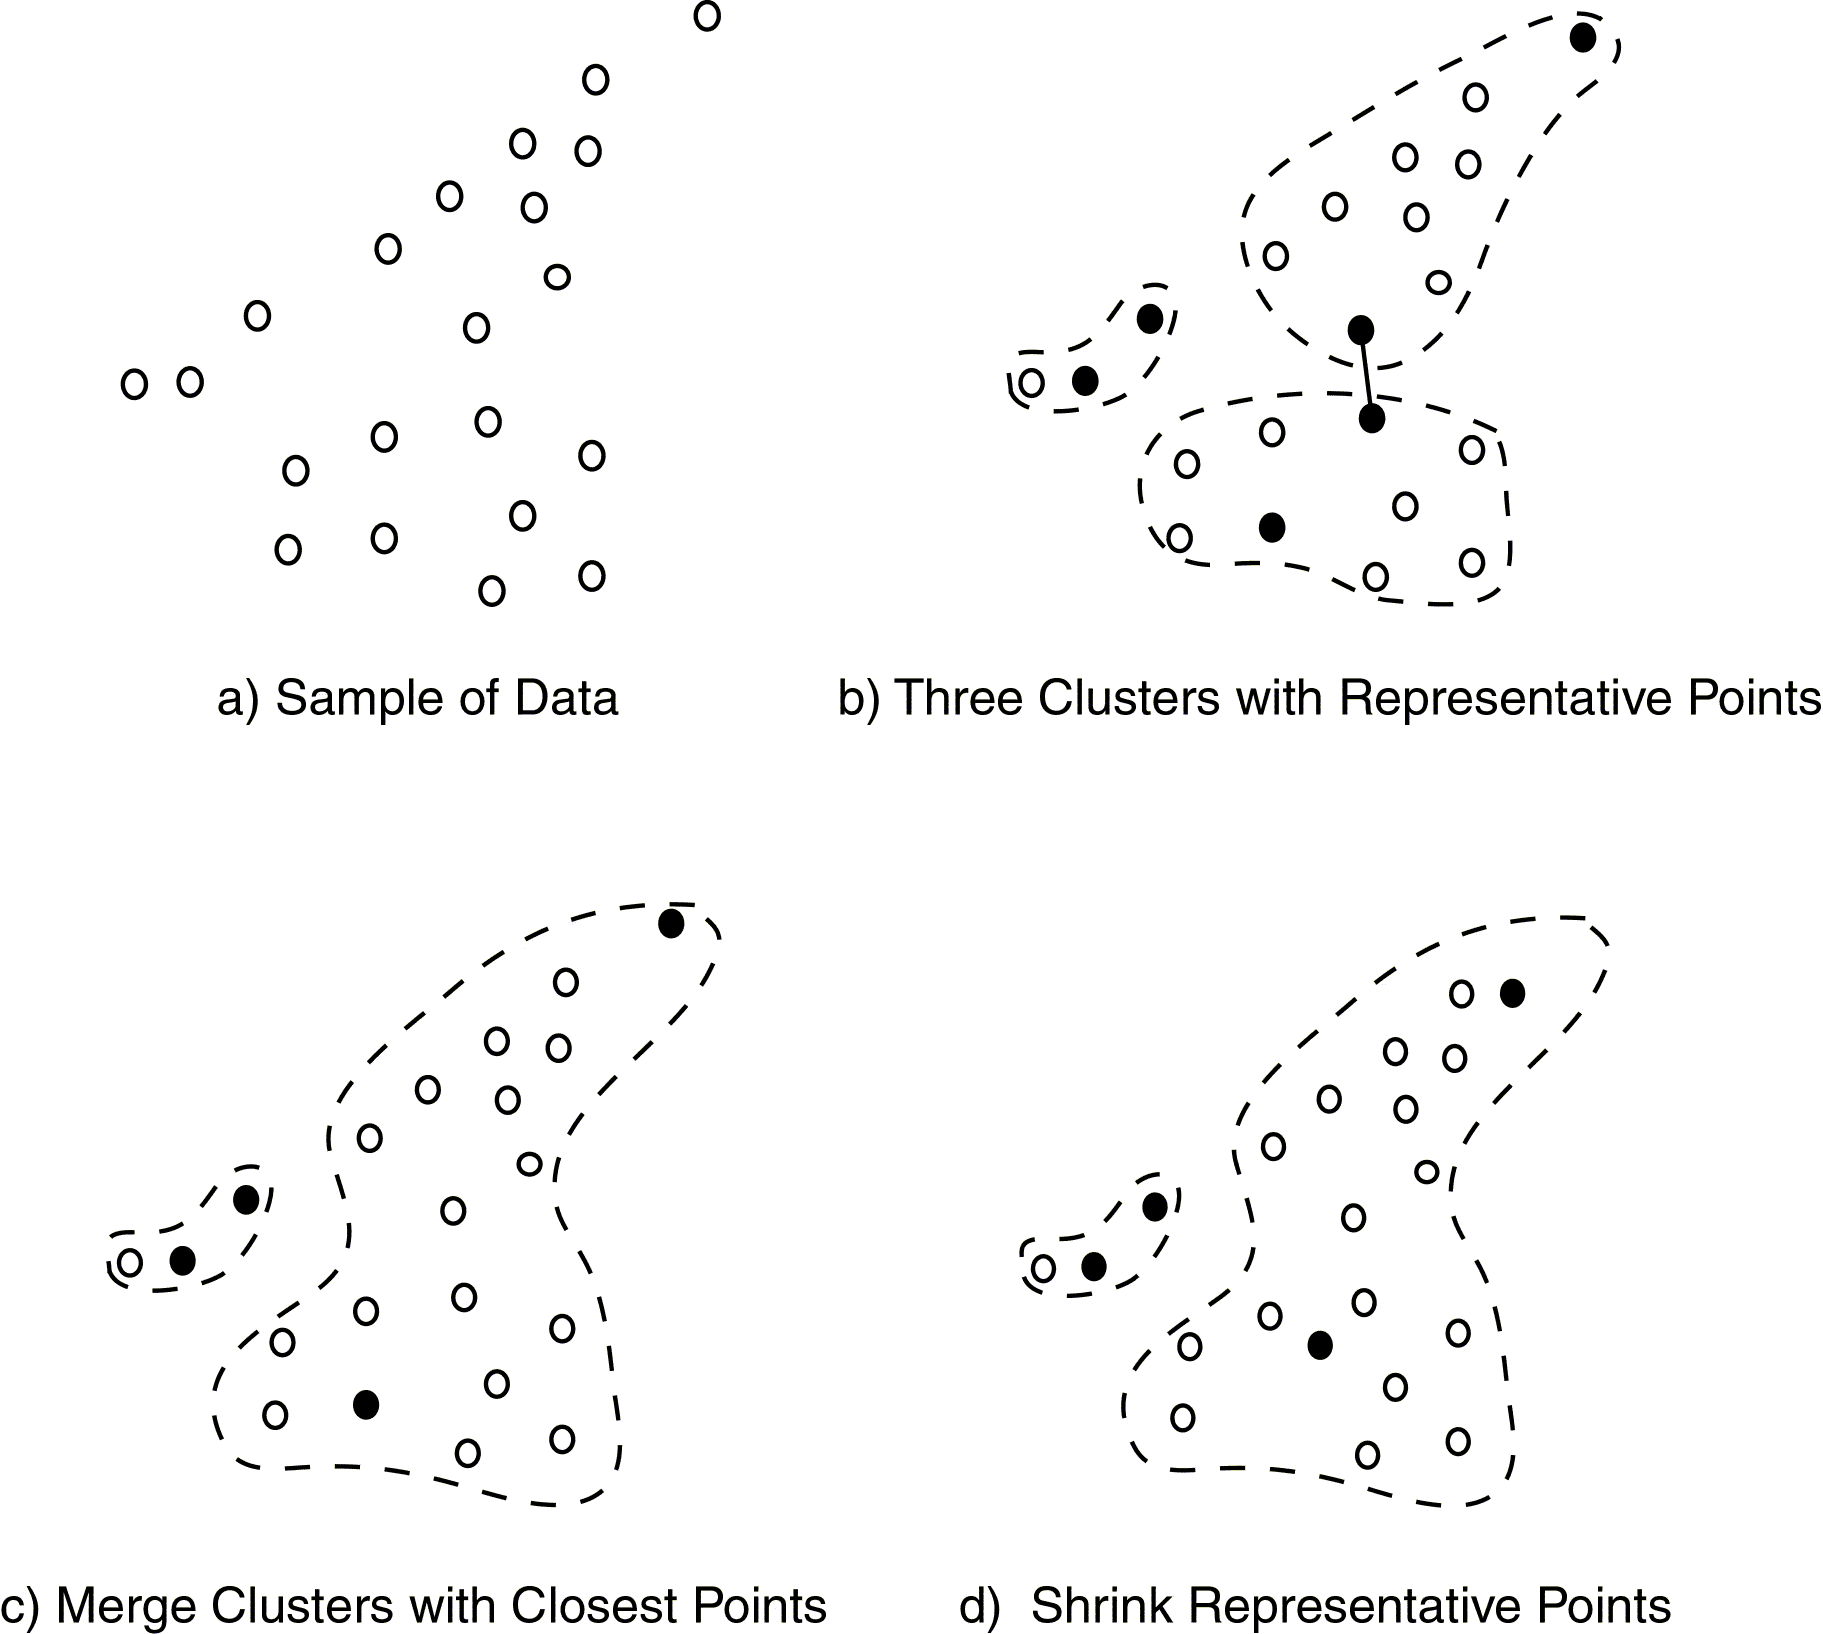 a) Sample of Data
b) Three Clusters with Representative Points
c) Merge Clusters with Closest Points
d) Shrink Representative Points